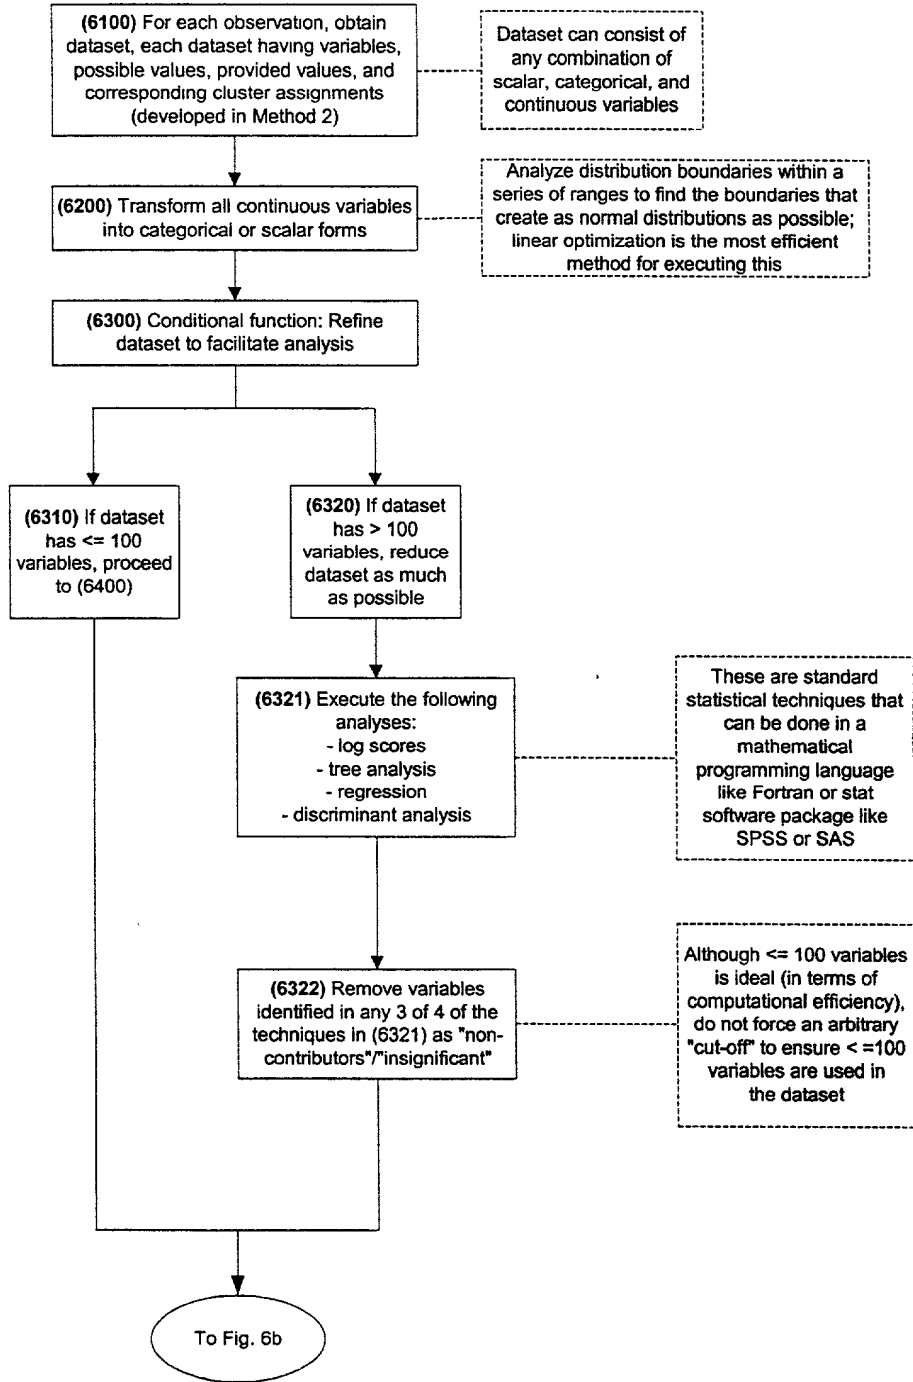 (6100) For each observation, obtain
dataset, each dataset having variables,
possible values, provided values, and
corresponding cluster assignments
(developed in Method 2)
Dataset can consist of
any combination of
scalar, categorical, and
continuous variables
(6200) Transform all continuous variables
into categorical or scalar forms
Analyze distribution boundaries within a
series of ranges to find the boundaries that
create as normal distributions as possible;
linear optimization is the most efficient
method for executing this
(6300) Conditional function: Refine
dataset to facilitate analysis
(6310) If dataset
has <= 100
variables, proceed
to (6400)
(6320) If dataset
has > 100
variables, reduce
dataset as much
as possible
(6321) Execute the following
analyses:
- log scores
- tree analysis
- regression
- discriminant analysis
These are standard
statistical techniques that
can be done in a
mathematical
programming language
like Fortran or stat
software package like
SPSS or SAS
(6322) Remove variables
identified in any 3 of 4 of the
techniques in (6321) as "non-
contributors"/"insignificant"
Although <= 100 variables
is ideal (in terms of
computational efficiency),
do not force an arbitrary
"cut-off" to ensure < =100
variables are used in
the dataset
To Fig. 6b